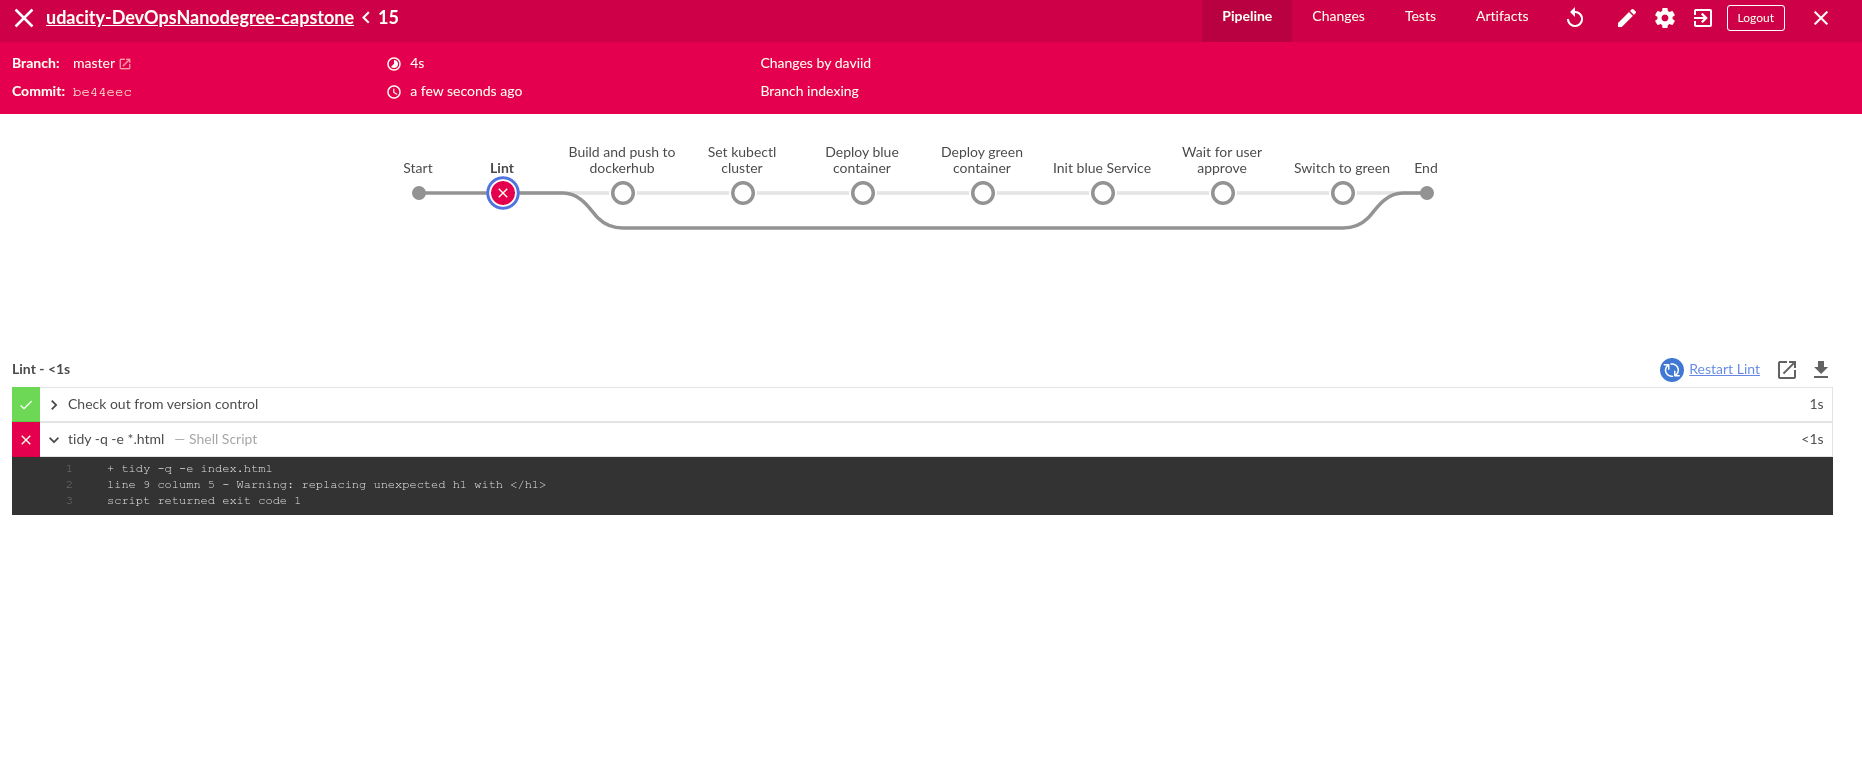 udacity-DevOpsNanodegree-capstone < 15
Pipeline Changes Tests Artifacts Logout
Branch: master 4s Changes by daviid
Commit: be44eec a few seconds ago Branch indexing
Start
Lint
Build and push to
dockerhub
Set kubectl
cluster
Deploy blue
container
Deploy green
container
Init blue Service
Wait for user
approve
Switch to green
End
Lint - <1s
Restart Lint
Check out from version control 1s
tidy -q -e *.html — Shell Script <1s
1 + tidy -q -e index.html
2 line 9 column 5 - Warning: replacing unexpected h1 with </h1>
3 script returned exit code 1